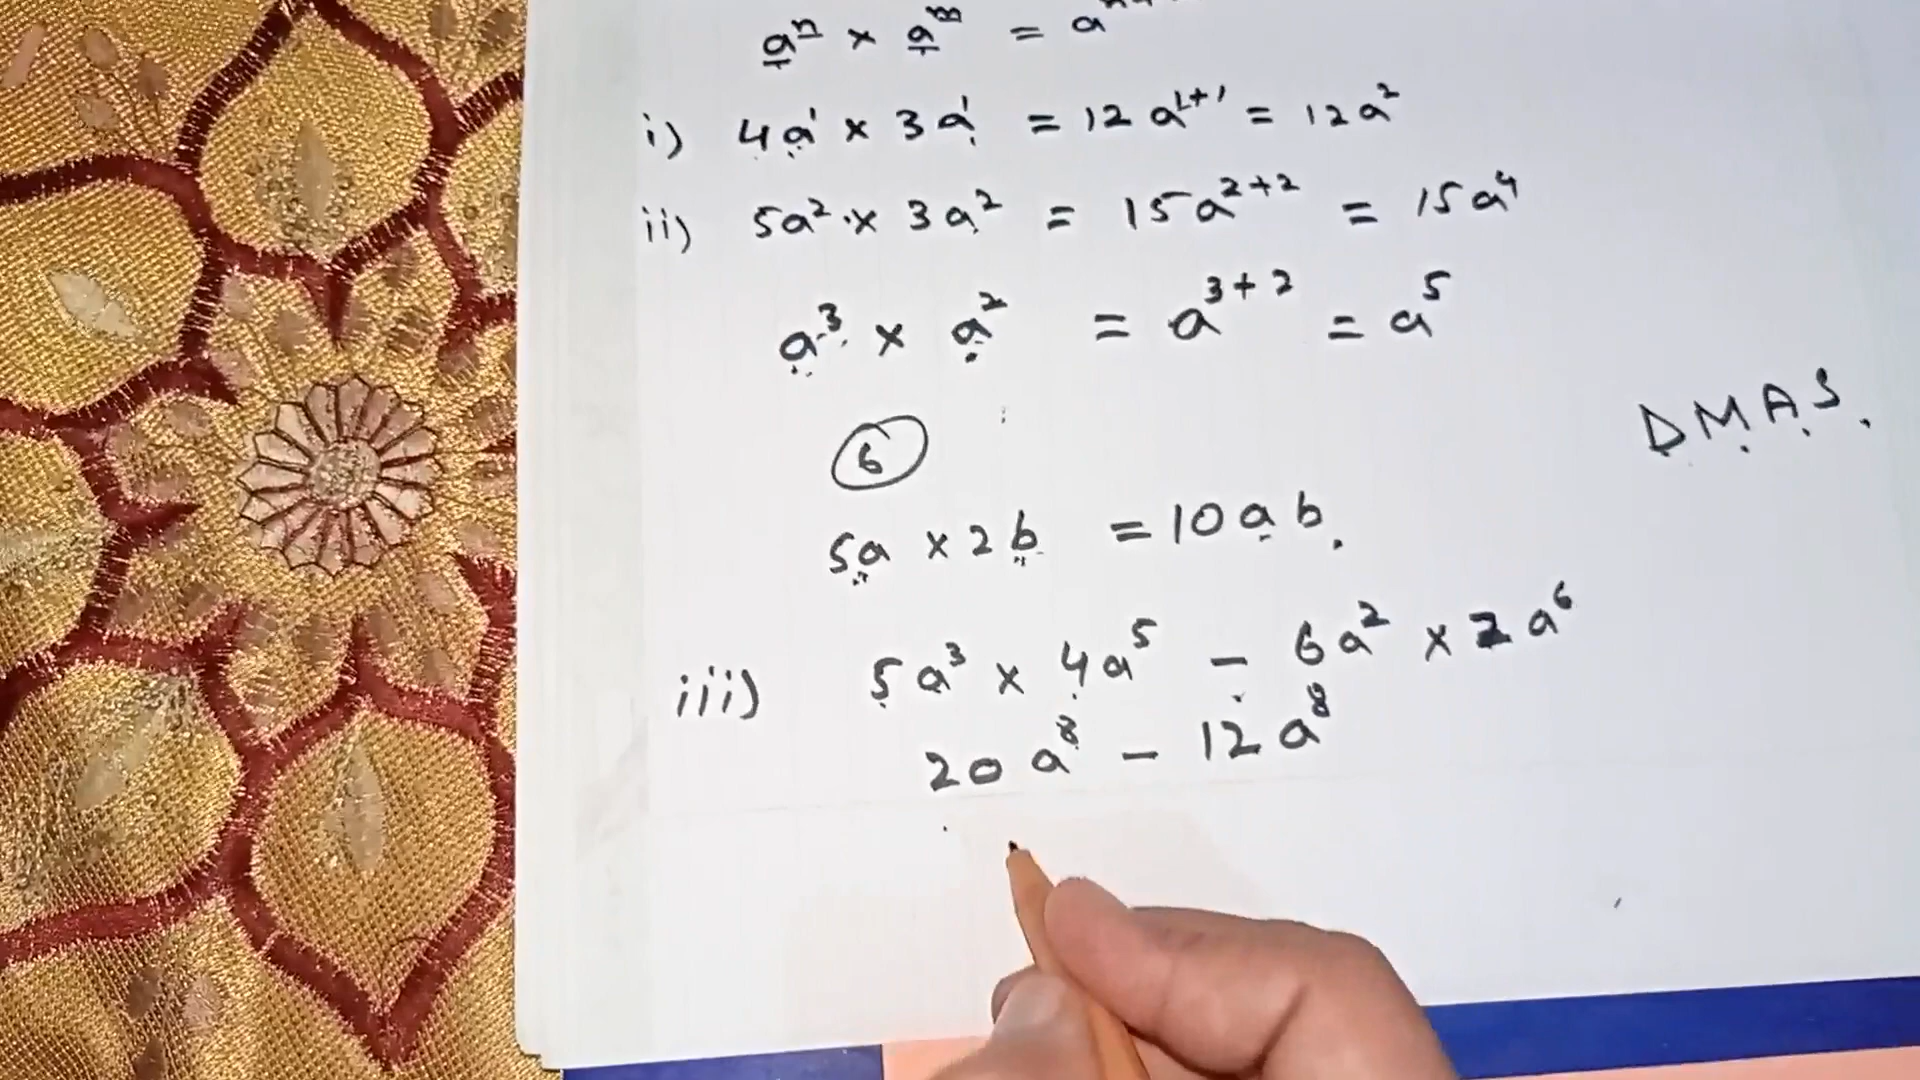 aⁿ × aᵐ = a
i) 4a¹ × 3a¹ = 12a¹⁺¹ = 12a²
ii) 5a² × 3a² = 15a²⁺² = 15a⁴
a³ × a² = a³⁺² = a⁵
DMAS.
6
5a × 2b = 10ab.
iii) 5a³ × 4a⁵ – 6a² × 2a⁶
20a⁸ – 12a⁸